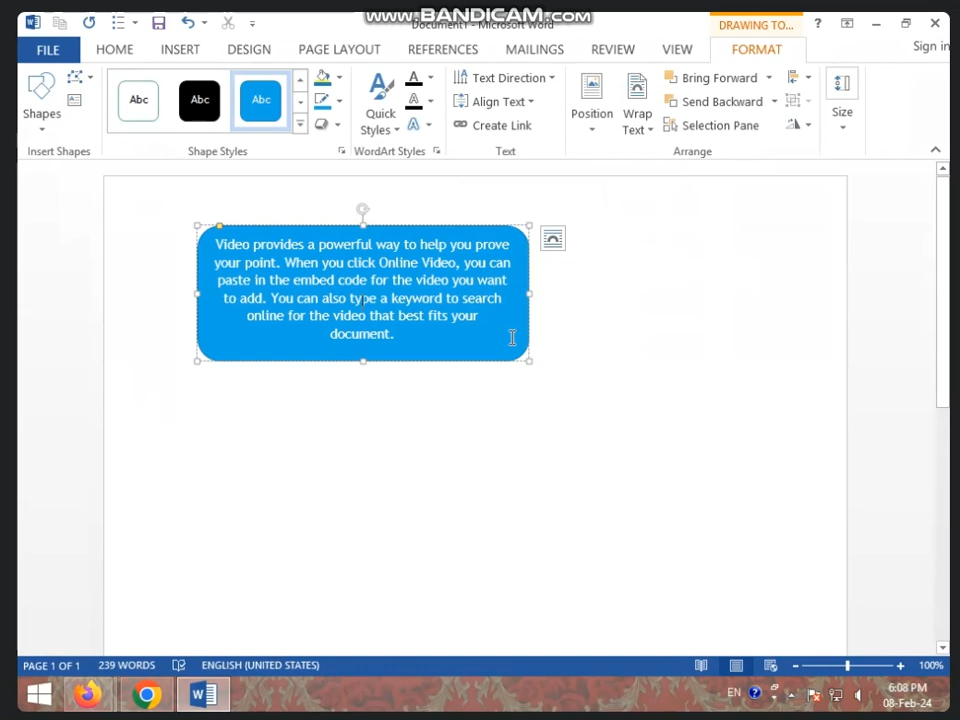 www.BANDICAM.com
Document1 - Microsoft Word
DRAWING TO...
?
FILE
HOME
INSERT
DESIGN
PAGE LAYOUT
REFERENCES
MAILINGS
REVIEW
VIEW
FORMAT
Sign in
Shapes
Abc
Abc
Abc
Quick
Styles
Text Direction
Align Text
Create Link
Position
Wrap
Text
Bring Forward
Send Backward
Selection Pane
Size
Insert Shapes
Shape Styles
WordArt Styles
Text
Arrange
Video provides a powerful way to help you prove
your point. When you click Online Video, you can
paste in the embed code for the video you want
to add. You can also type a keyword to search
online for the video that best fits your
document.
PAGE 1 OF 1
239 WORDS
ENGLISH (UNITED STATES)
100%
EN
6:08 PM
08-Feb-24